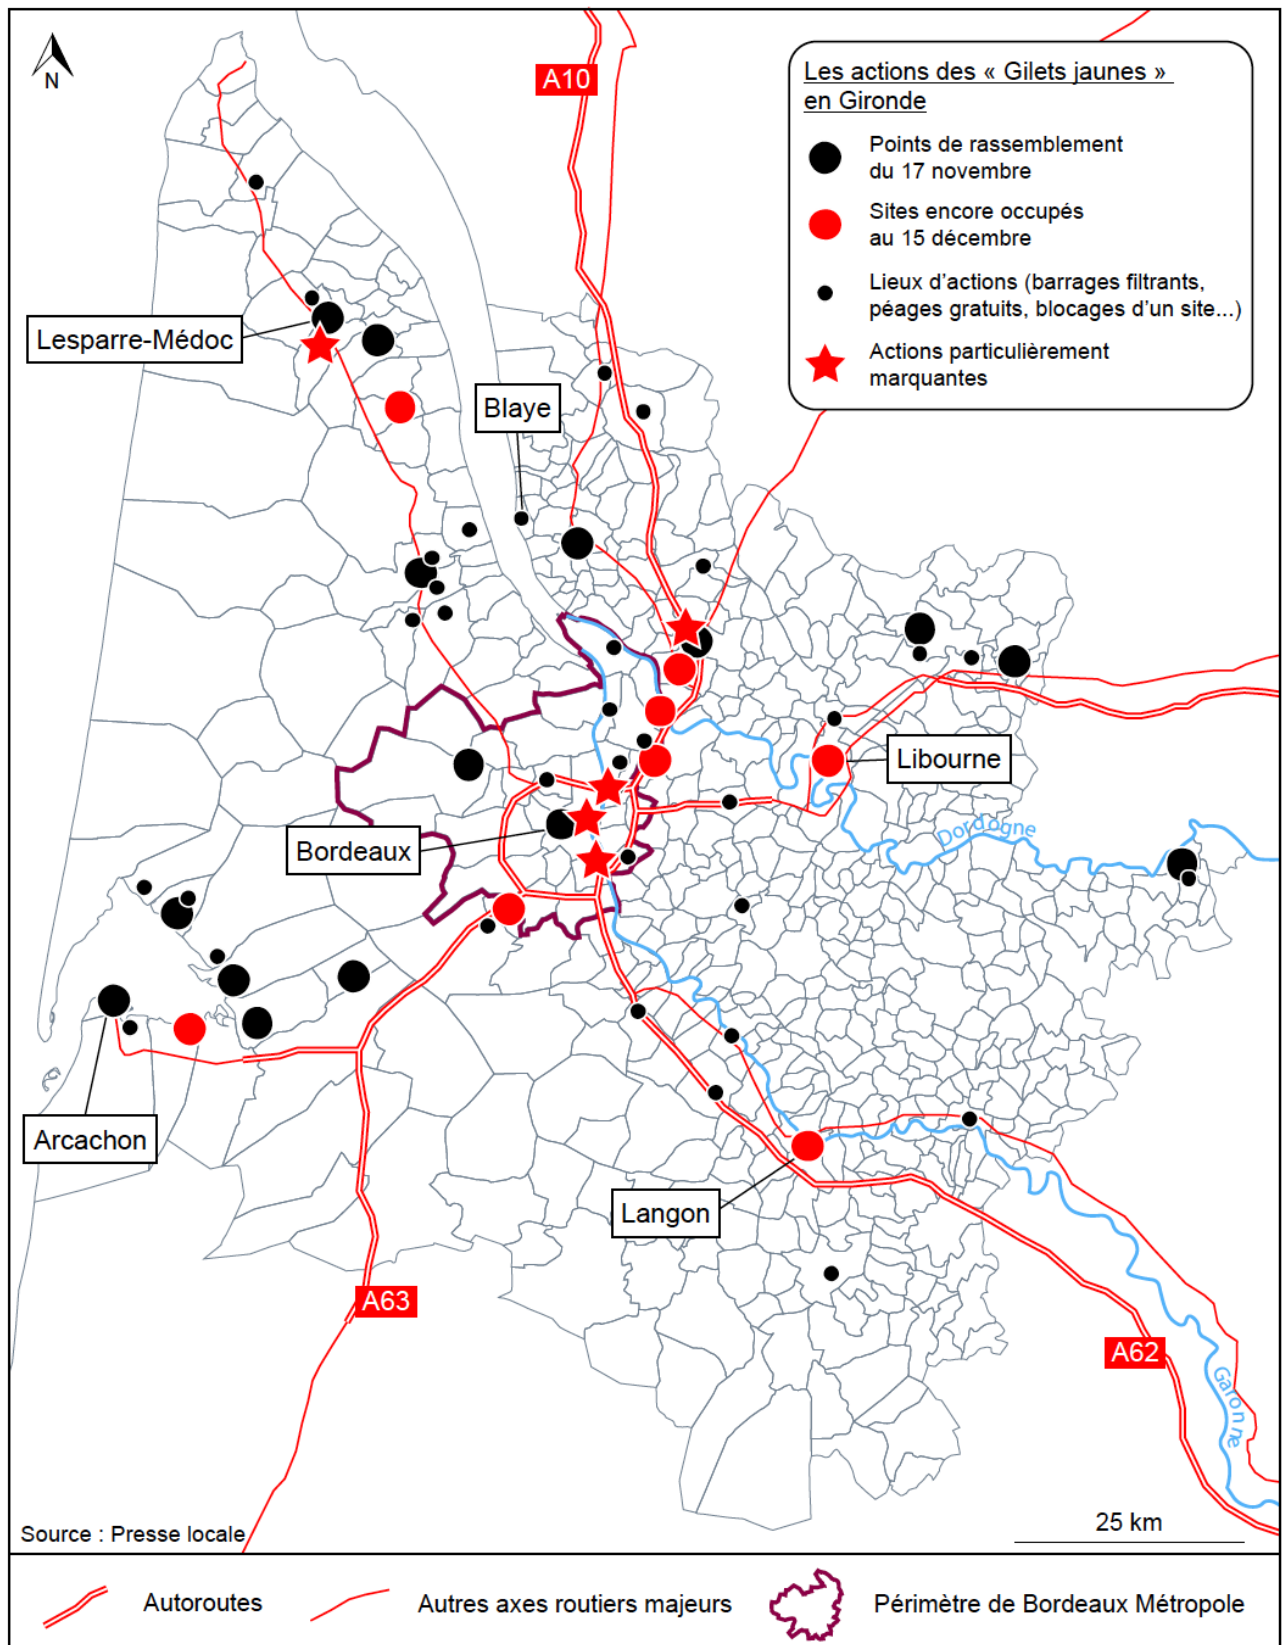 N
A10
Les actions des « Gilets jaunes »
en Gironde
Points de rassemblement
du 17 novembre
Sites encore occupés
au 15 décembre
Lieux d'actions (barrages filtrants,
péages gratuits, blocages d'un site...)
Actions particulièrement
marquantes
Lesparre-Médoc
Blaye
Libourne
Dordogne
Bordeaux
Arcachon
Langon
A63
A62
Garonne
25 km
Source : Presse locale
Autoroutes
Autres axes routiers majeurs
Périmètre de Bordeaux Métropole